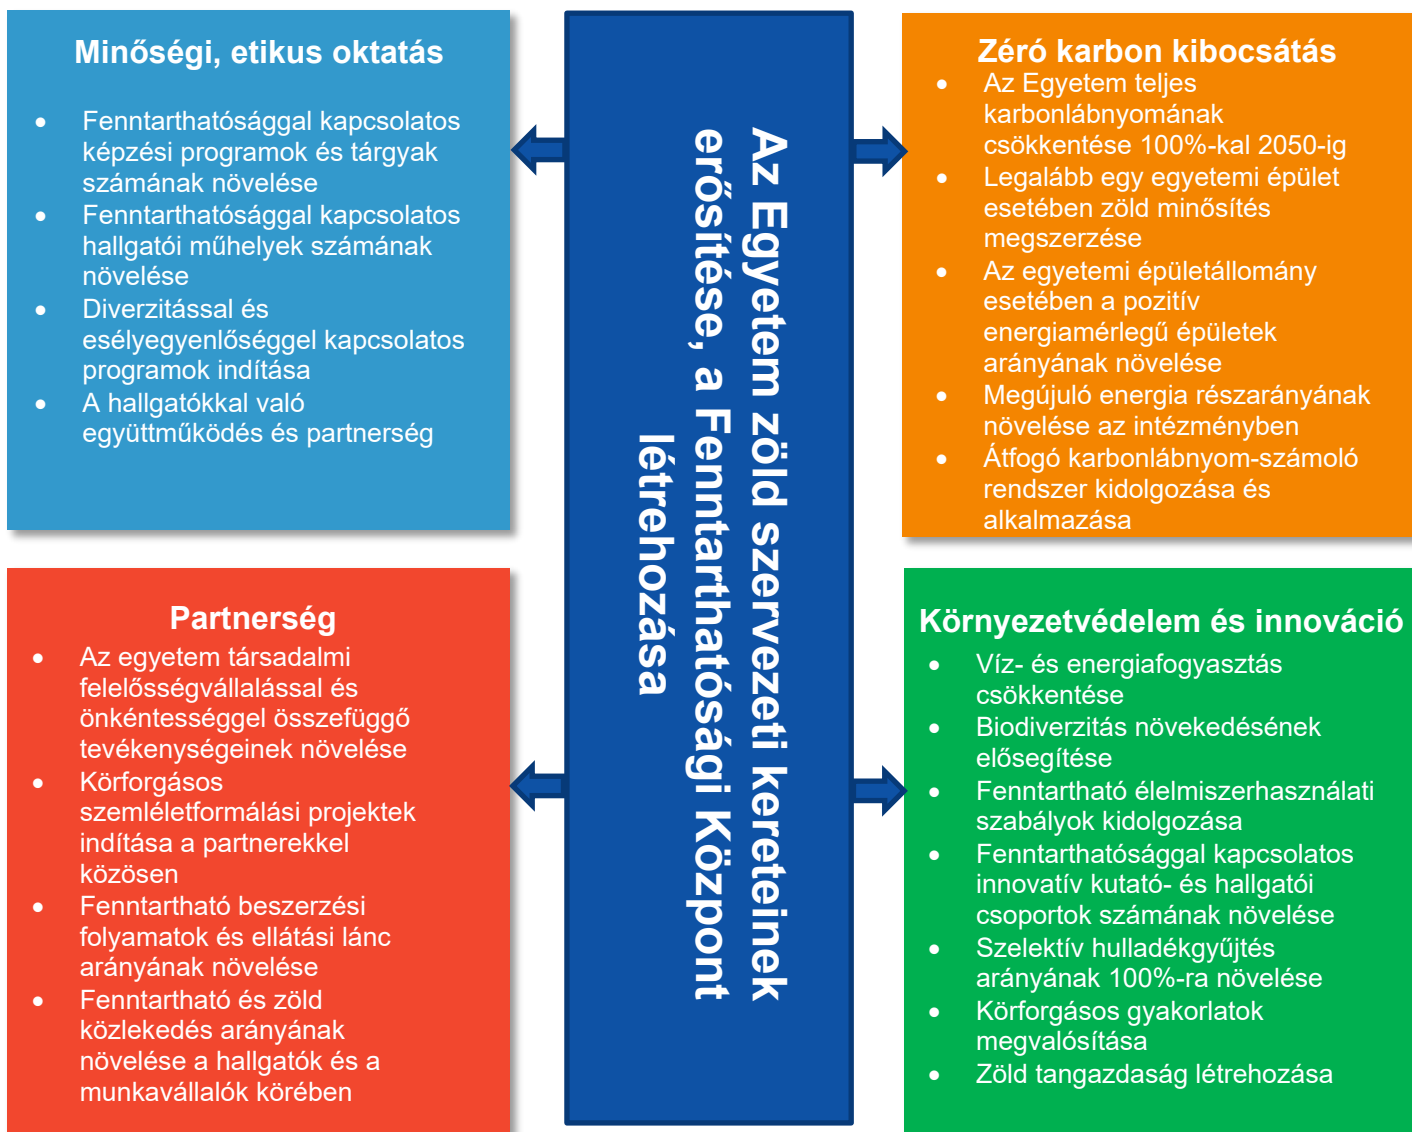 Minőségi, etikus oktatás
• Fenntarthatósággal kapcsolatos
képzési programok és tárgyak
számának növelése
• Fenntarthatósággal kapcsolatos
hallgatói műhelyek számának
növelése
• Diverzitással és
esélyegyenlőséggel kapcsolatos
programok indítása
• A hallgatókkal való
együttműködés és partnerség
Az Egyetem zöld szervezeti kereteinek
erősítése, a Fenntarthatósági Központ
létrehozása
Zéró karbon kibocsátás
• Az Egyetem teljes
karbonlábnyomának
csökkentése 100%-kal 2050-ig
• Legalább egy egyetemi épület
esetében zöld minősítés
megszerzése
• Az egyetemi épületállomány
esetében a pozitív
energiamérlegű épületek
arányának növelése
• Megújuló energia részarányának
növelése az intézményben
• Átfogó karbonlábnyom-számoló
rendszer kidolgozása és
alkalmazása
Partnerség
• Az egyetem társadalmi
felelősségvállalással és
önkéntességgel összefüggő
tevékenységeinek növelése
• Körforgásos
szemléletformálási projektek
indítása a partnerekkel
közösen
• Fenntartható beszerzési
folyamatok és ellátási lánc
arányának növelése
• Fenntartható és zöld
közlekedés arányának
növelése a hallgatók és a
munkavállalók körében
Környezetvédelem és innováció
• Víz- és energiafogyasztás
csökkentése
• Biodiverzitás növekedésének
elősegítése
• Fenntartható élelmiszerhasználati
szabályok kidolgozása
• Fenntarthatósággal kapcsolatos
innovatív kutató- és hallgatói
csoportok számának növelése
• Szelektív hulladékgyűjtés
arányának 100%-ra növelése
• Körforgásos gyakorlatok
megvalósítása
• Zöld tangazdaság létrehozása